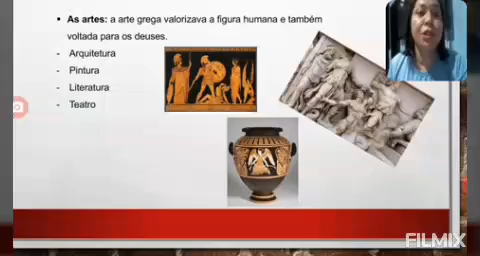 As artes: a arte grega valorizava a figura humana e também
voltada para os deuses.
- Arquitetura
- Pintura
- Literatura
- Teatro
FILMIX